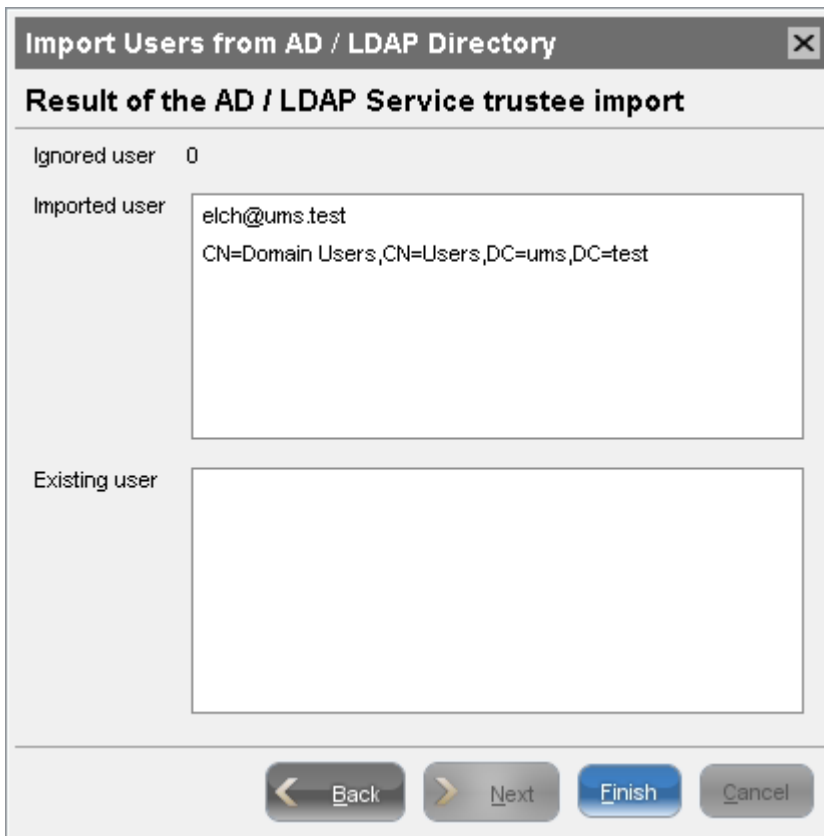 Import Users from AD / LDAP Directory
Result of the AD / LDAP Service trustee import
Ignored user 0
Imported user
elch@ums.test
CN=Domain Users,CN=Users,DC=ums,DC=test
Existing user
Back Next Finish Cancel